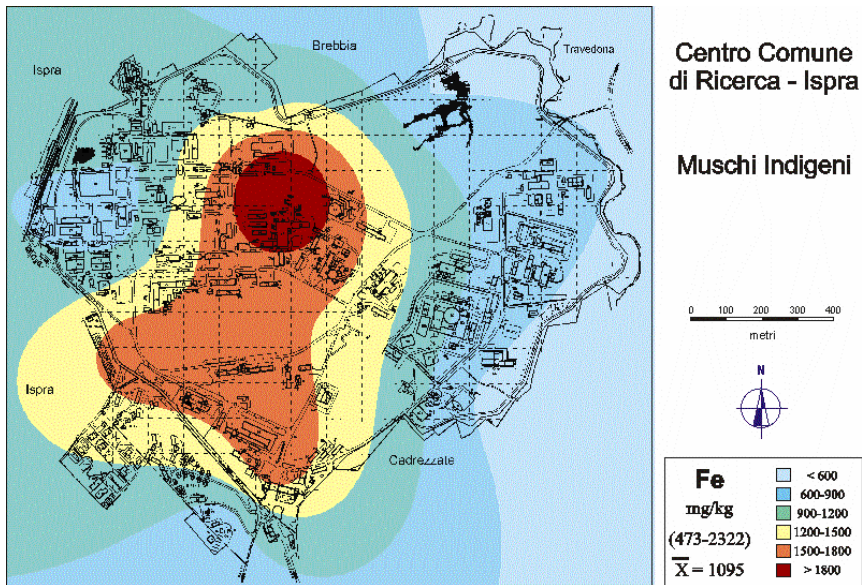 Ispra
Brebbia
Travedona
Ispra
Cadrezzate
Centro Comune
di Ricerca - Ispra
Muschi Indigeni
0 100 200 300 400
metri
N
Fe
mg/kg
(473-2322)
X = 1095
< 600
600-900
900-1200
1200-1500
1500-1800
> 1800